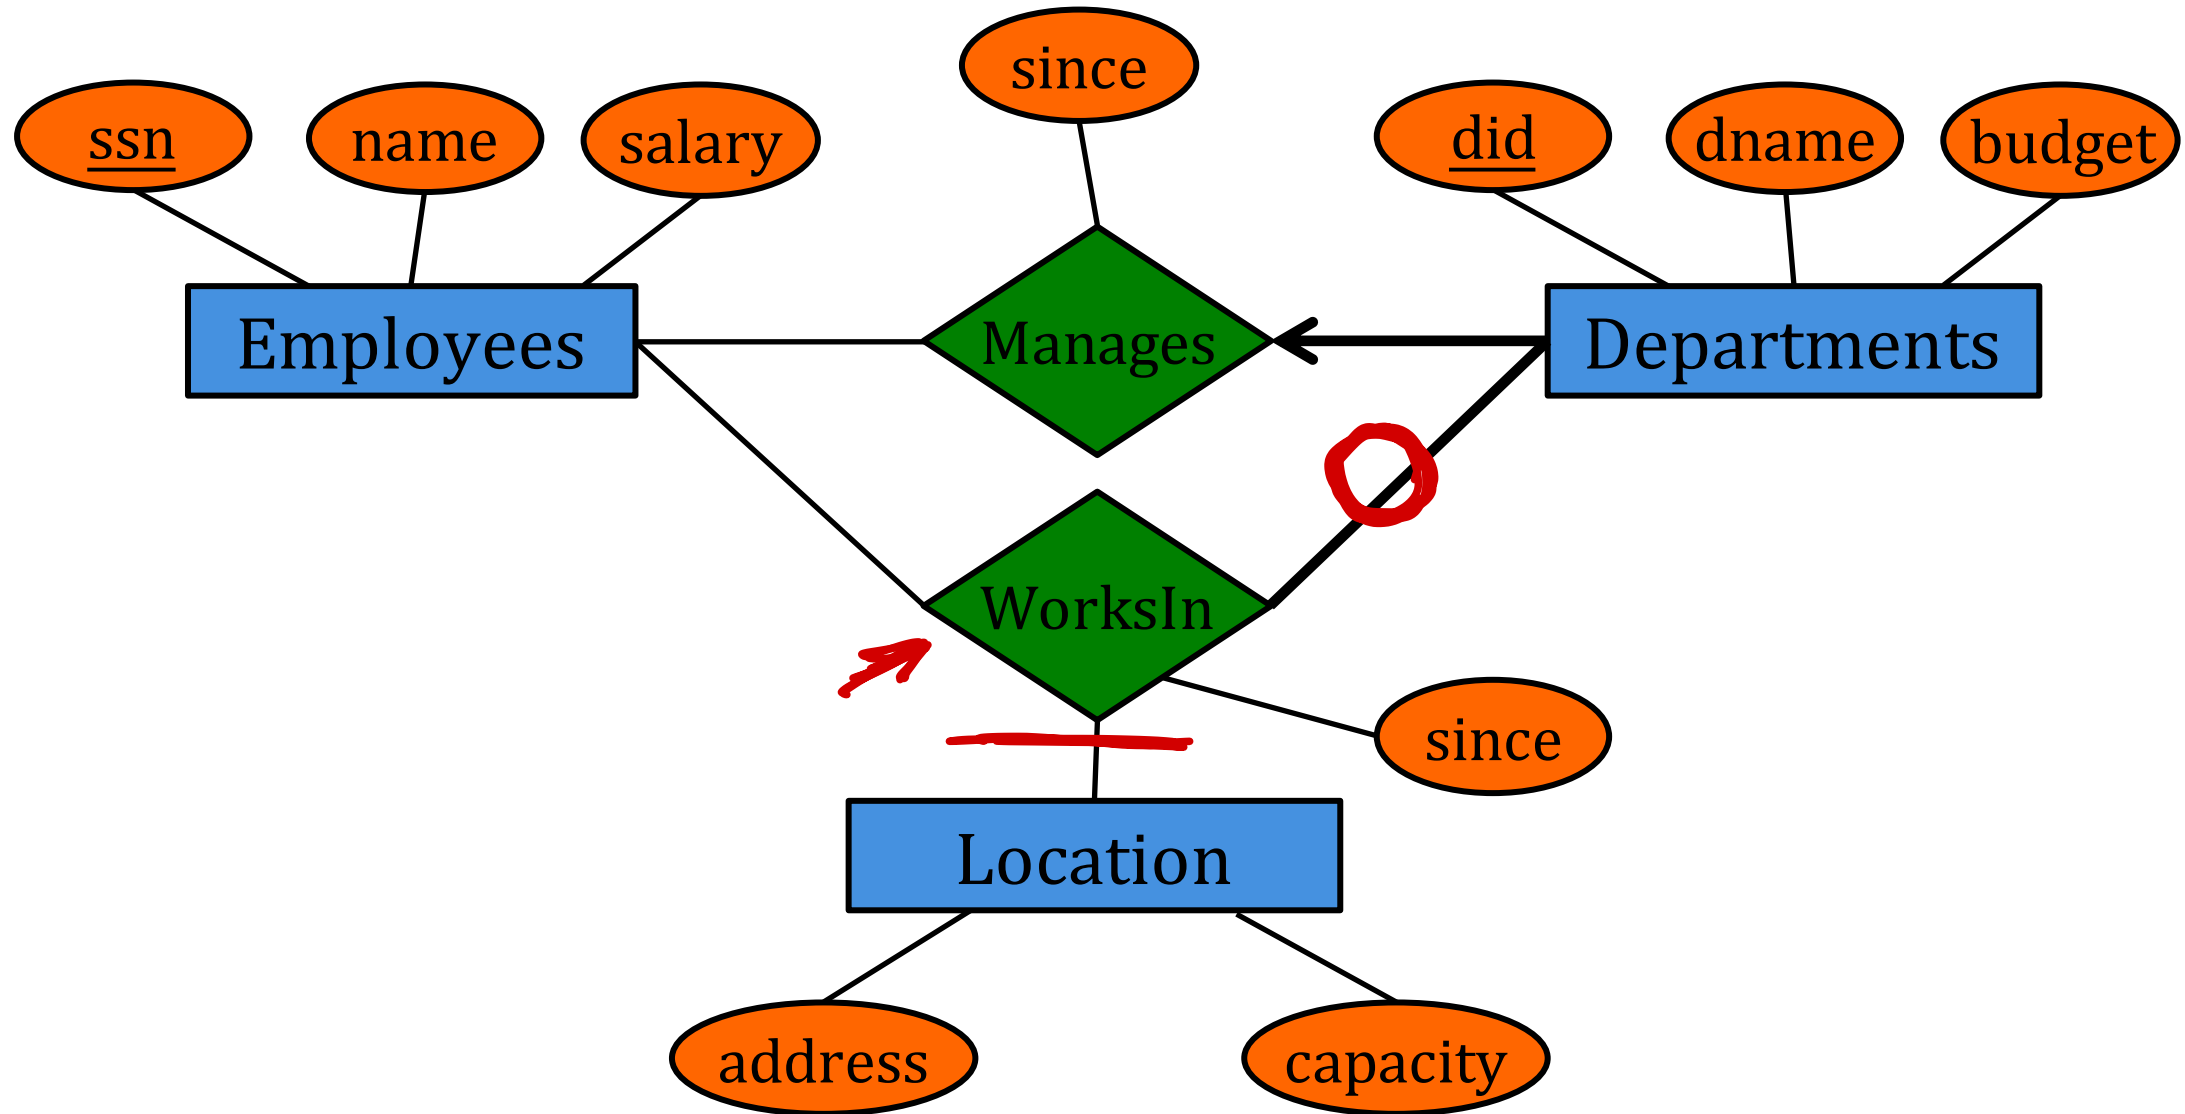 since
ssn
name
salary
did
dname
budget
Employees
Manages
Departments
WorksIn
since
Location
address
capacity